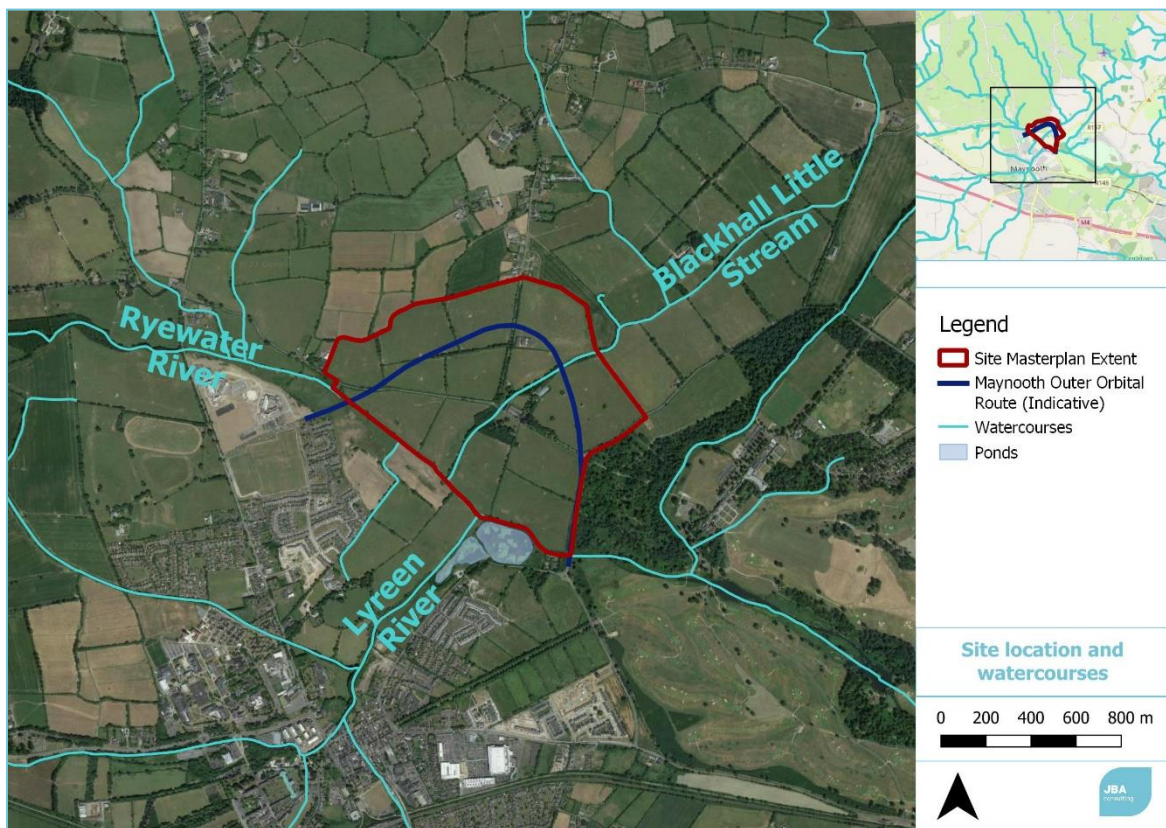 Ryewater
River
Blackhall Little
Stream
Lyreen
River
Maynooth
Legend
Site Masterplan Extent
Maynooth Outer Orbital
Route (Indicative)
Watercourses
Ponds
Site location and
watercourses
0 200 400 600 800 m
JBA
consulting